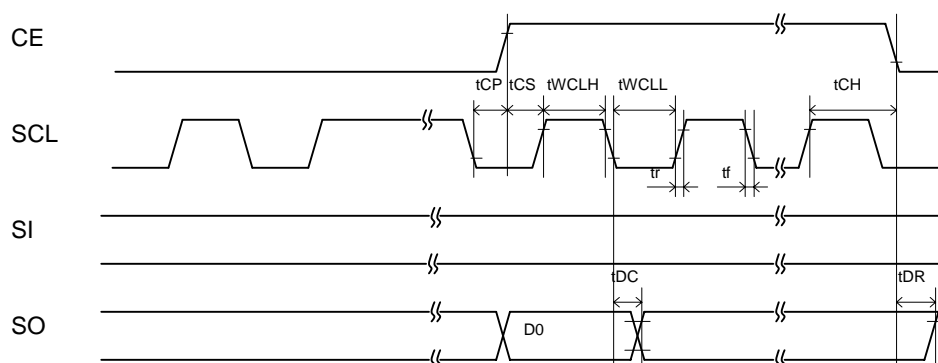 CE
tCP tCS tWCLH tWCLL tCH
SCL
tr tf
SI
tDC tDR
SO D0